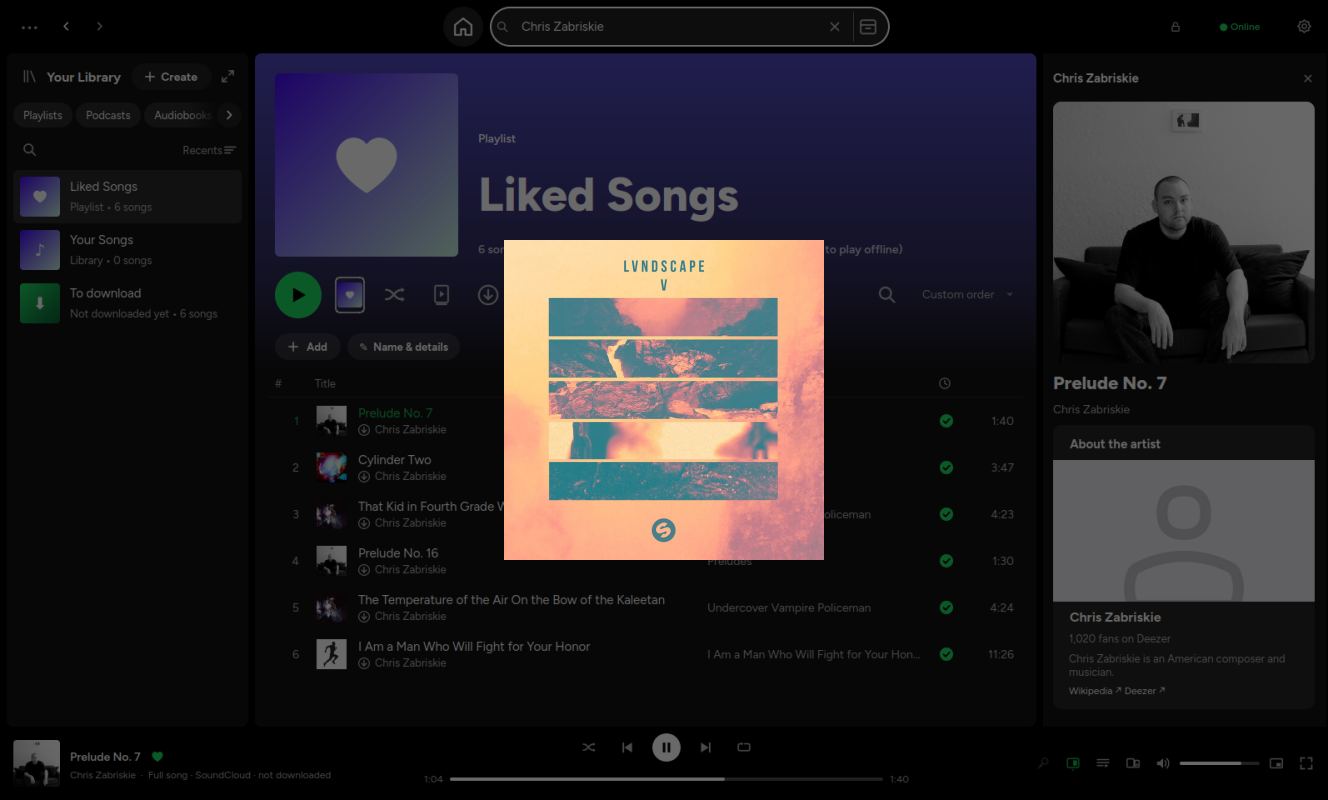 Chris Zabriskie
Online
Your Library
+ Create
Playlists
Podcasts
Audiobooks
Recents
Liked Songs
Playlist • 6 songs
Your Songs
Library • 0 songs
To download
Not downloaded yet • 6 songs
Playlist
Liked Songs
6
to play offline)
Custom order
+ Add
Name & details
# Title
1 Prelude No. 7 1:40
Chris Zabriskie
2 Cylinder Two 3:47
Chris Zabriskie
3 That Kid in Fourth Grade 4:23
Chris Zabriskie
4 Prelude No. 16 Preludes 1:30
Chris Zabriskie
5 The Temperature of the Air On the Bow of the Kaleetan Undercover Vampire Policeman 4:24
Chris Zabriskie
6 I Am a Man Who Will Fight for Your Honor I Am a Man Who Will Fight for Your Hon... 11:26
Chris Zabriskie
LVNDSCAPE
V
Chris Zabriskie
Prelude No. 7
Chris Zabriskie
About the artist
Chris Zabriskie
1,020 fans on Deezer
Chris Zabriskie is an American composer and
musician.
Wikipedia ↗ Deezer ↗
Prelude No. 7
Chris Zabriskie · Full song · SoundCloud · not downloaded
1:04
1:40